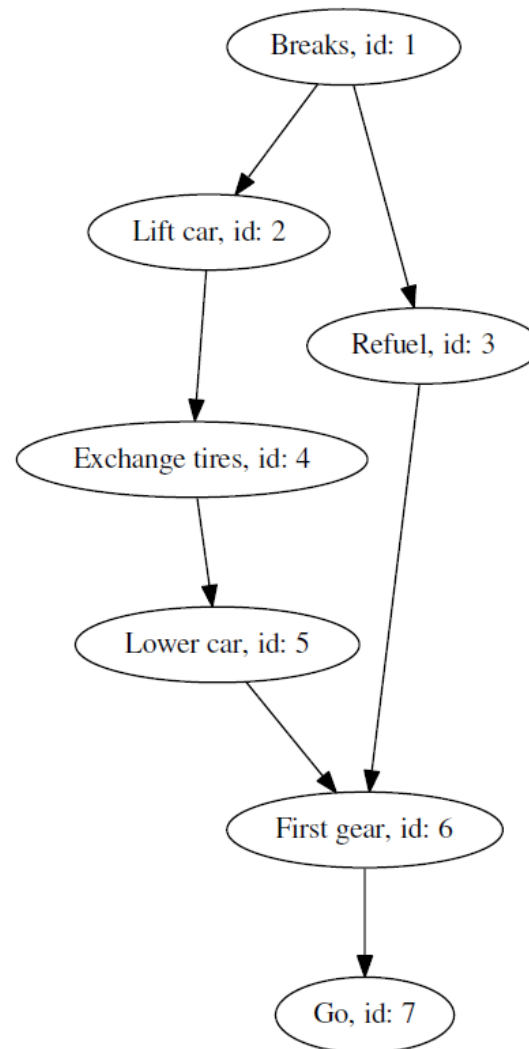 Breaks, id: 1
Lift car, id: 2
Refuel, id: 3
Exchange tires, id: 4
Lower car, id: 5
First gear, id: 6
Go, id: 7